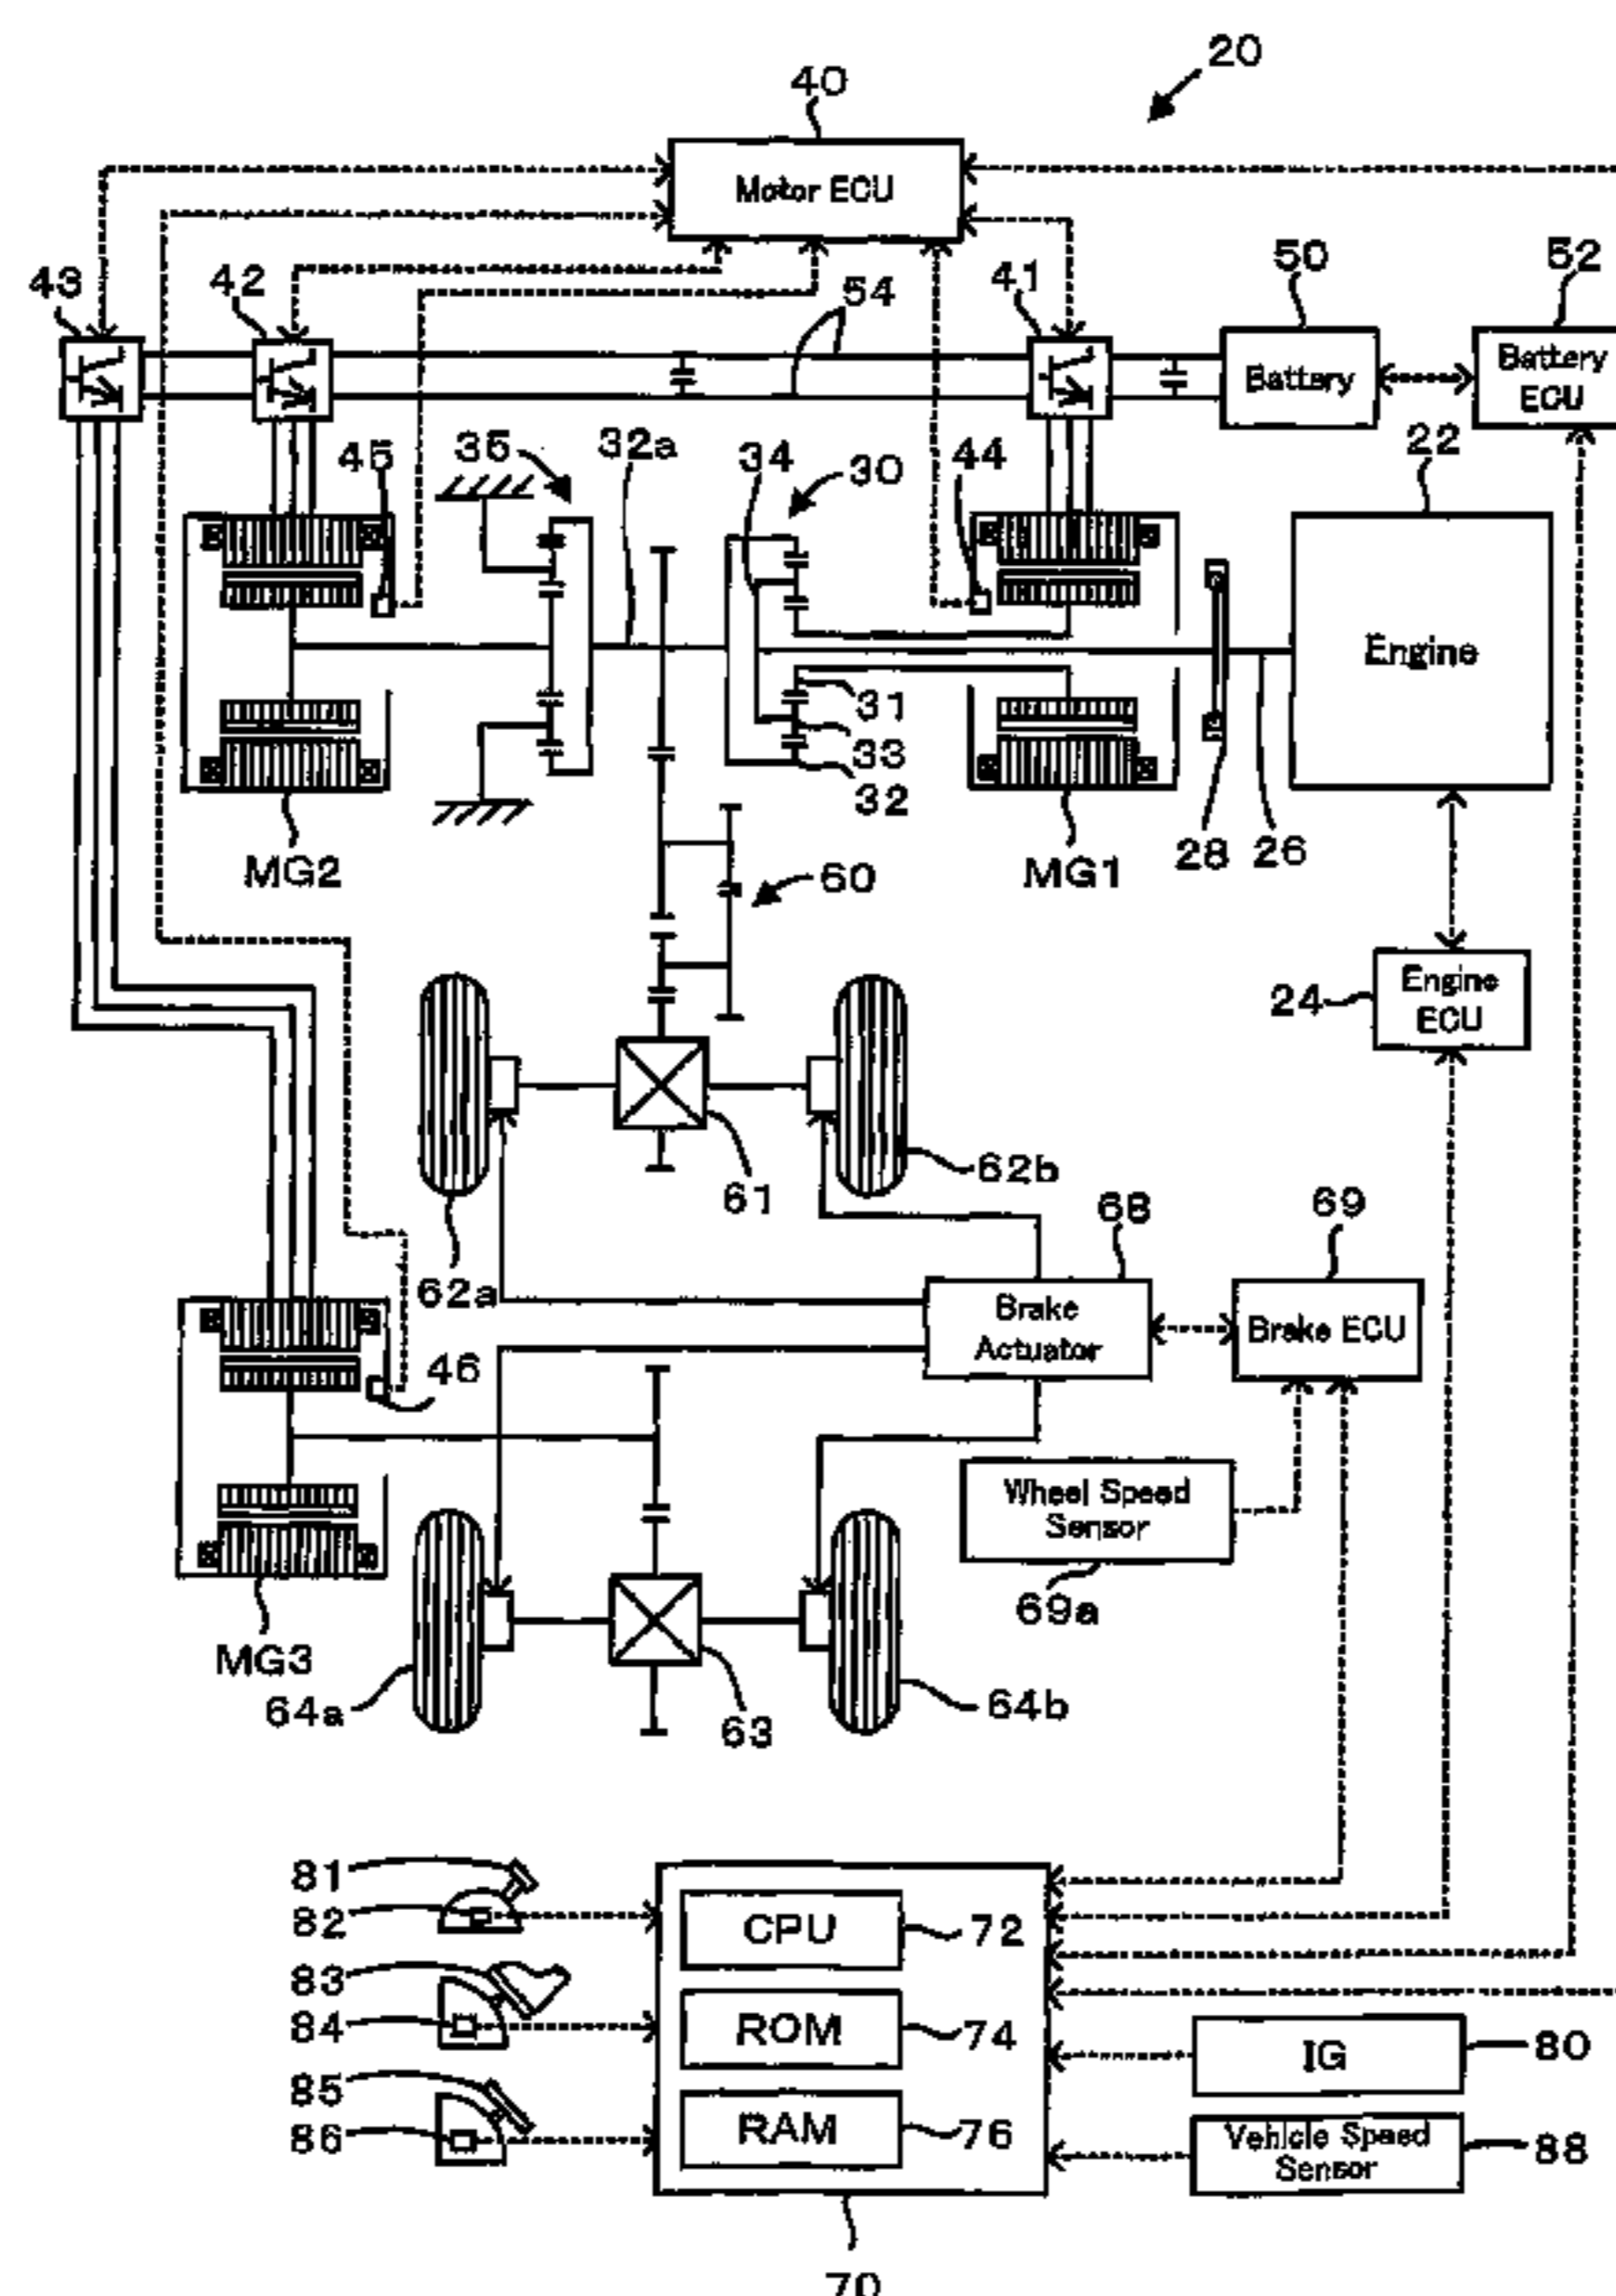 20
40
Motor ECU
43
42
54
41
50
52
Battery
Battery
ECU
45
35
32a
34
30
44
22
Engine
31
33
32
MG2
MG1
28
26
60
24
Engine
ECU
61
62b
62a
68
69
Brake
Actuator
Brake ECU
46
Wheel Speed
Sensor
69a
MG3
64a
63
64b
81
82
CPU
72
83
84
ROM
74
IG
80
85
86
RAM
76
Vehicle Speed
Sensor
88
70